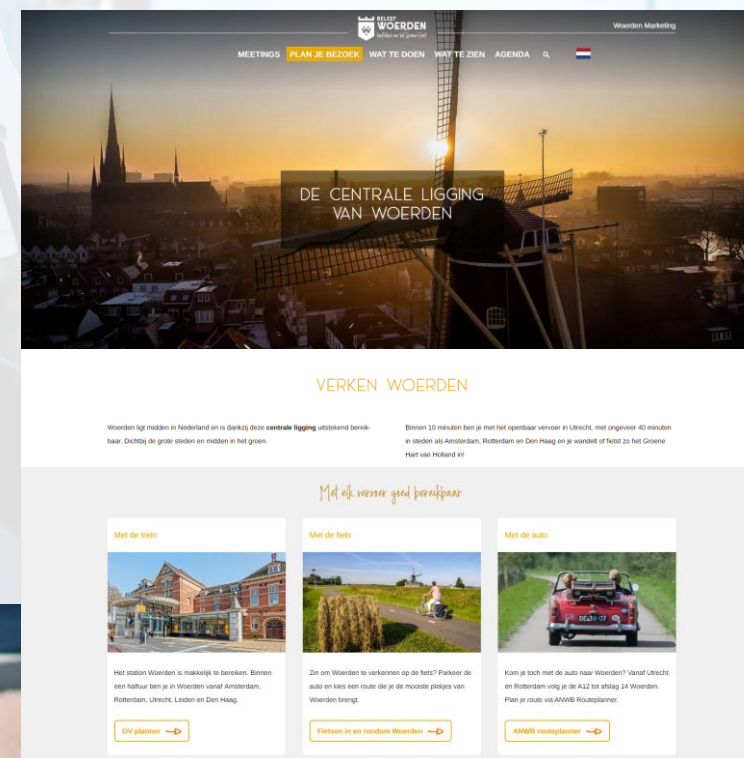 BELEEF
WOERDEN
Woerden Marketing
MEETINGS PLAN JE BEZOEK WAT TE DOEN WAT TE ZIEN AGENDA
DE CENTRALE LIGGING
VAN WOERDEN
VERKEN WOERDEN
Woerden ligt midden in Nederland en is dankzij deze centrale ligging uitstekend bereik-
baar. Dichtbij de grote steden en midden in het groen.
Binnen 10 minuten ben je met het openbaar vervoer in Utrecht, met ongeveer 40 minuten
in steden als Amsterdam, Rotterdam en Den Haag en je wandelt of fietst zo het Groene
Hart van Holland in!
Met elk vervoer goed bereikbaar
Met de trein
Het station Woerden is makkelijk te bereiken. Binnen
een halfuur ben je in Woerden vanaf Amsterdam,
Rotterdam, Utrecht, Leiden en Den Haag.
OV planner
Met de fiets
Zin om Woerden te verkennen op de fiets? Parkeer de
auto en kies een route die je de mooiste plekjes van
Woerden brengt.
Fietsen in en rondom Woerden
Met de auto
DE-39-07
Kom je toch met de auto naar Woerden? Vanaf Utrecht
en Rotterdam volg je de A12 tot afslag 14 Woerden.
Plan je route via ANWB Routeplanner.
ANWB routeplanner